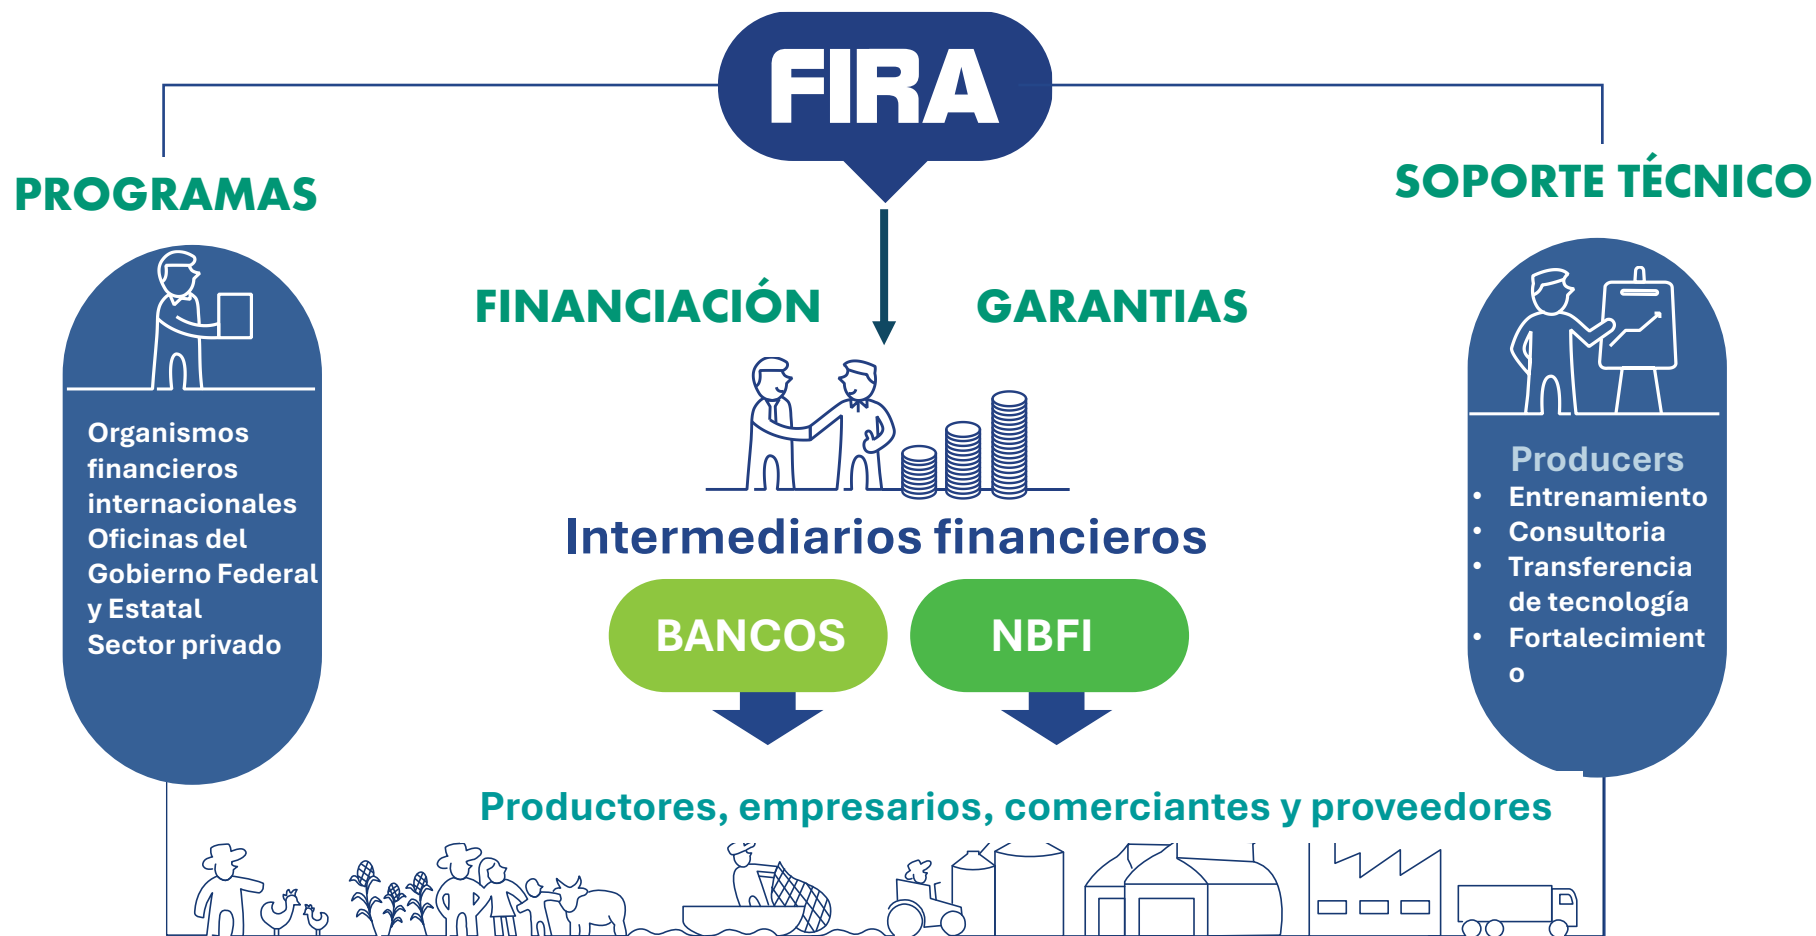 FIRA
PROGRAMAS
Organismos
financieros
internacionales
Oficinas del
Gobierno Federal
y Estatal
Sector privado
FINANCIACIÓN
GARANTIAS
Intermediarios financieros
BANCOS
NBFI
Productores, empresarios, comerciantes y proveedores
SOPORTE TÉCNICO
Producers
• Entrenamiento
• Consultoria
• Transferencia
de tecnología
• Fortalecimient
o